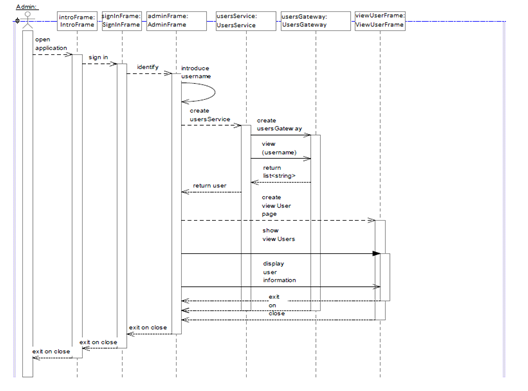 Admin:
introFrame:
IntroFrame
signInFrame:
SignInFrame
adminFrame:
AdminFrame
usersService:
UsersService
usersGateway:
UsersGateway
viewUserFrame:
ViewUserFrame
open
application
sign in
identify
introduce
username
create
usersService
create
usersGateway
view
(username)
return
list<string>
return user
create
view User
page
show
view Users
display
user
information
exit
on
close
exit on close
exit on close
exit on close